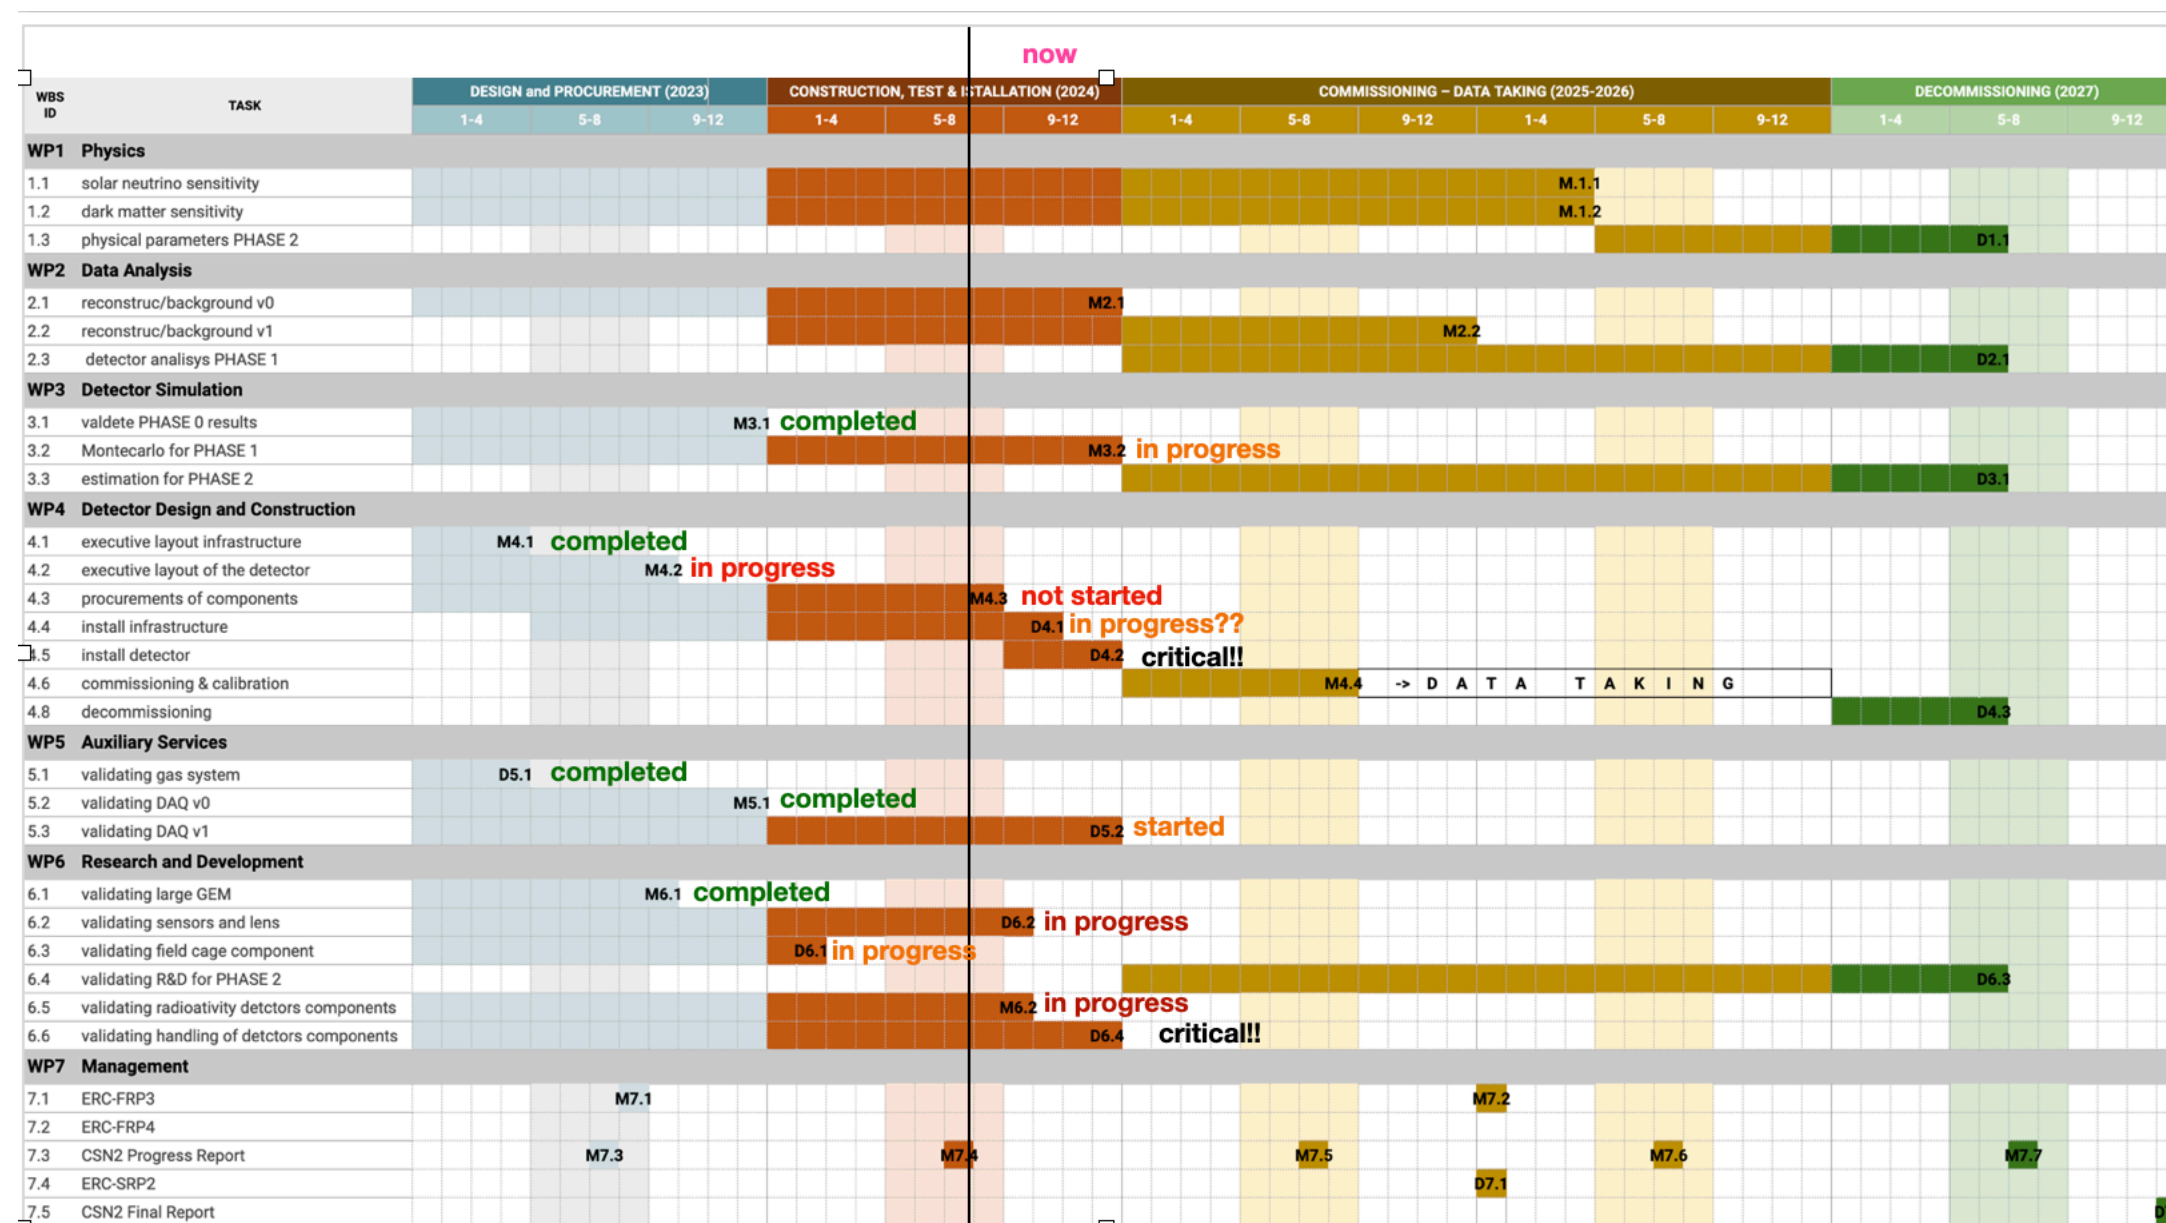 now
WBS ID TASK DESIGN and PROCUREMENT (2023) CONSTRUCTION, TEST & ISTALLATION (2024) COMMISSIONING – DATA TAKING (2025-2026) DECOMMISSIONING (2027)
1-4 5-8 9-12 1-4 5-8 9-12 1-4 5-8 9-12 1-4 5-8 9-12 1-4 5-8 9-12
WP1 Physics
1.1 solar neutrino sensitivity M.1.1
1.2 dark matter sensitivity M.1.2
1.3 physical parameters PHASE 2 D1.1
WP2 Data Analysis
2.1 reconstruc/background v0 M2.1
2.2 reconstruc/background v1 M2.2
2.3 detector analisys PHASE 1 D2.1
WP3 Detector Simulation
3.1 valdete PHASE 0 results M3.1 completed
3.2 Montecarlo for PHASE 1 M3.2 in progress
3.3 estimation for PHASE 2 D3.1
WP4 Detector Design and Construction
4.1 executive layout infrastructure M4.1 completed
4.2 executive layout of the detector M4.2 in progress
4.3 procurements of components M4.3 not started
4.4 install infrastructure D4.1 in progress??
4.5 install detector D4.2 critical!!
4.6 commissioning & calibration M4.4 -> D A T A T A K I N G
4.8 decommissioning D4.3
WP5 Auxiliary Services
5.1 validating gas system D5.1 completed
5.2 validating DAQ v0 M5.1 completed
5.3 validating DAQ v1 D5.2 started
WP6 Research and Development
6.1 validating large GEM M6.1 completed
6.2 validating sensors and lens D6.2 in progress
6.3 validating field cage component D6.1 in progress
6.4 validating R&D for PHASE 2 D6.3
6.5 validating radioativity detctors components M6.2 in progress
6.6 validating handling of detctors components D6.4 critical!!
WP7 Management
7.1 ERC-FRP3 M7.1 M7.2
7.2 ERC-FRP4
7.3 CSN2 Progress Report M7.3 M7.4 M7.5 M7.6 M7.7
7.4 ERC-SRP2 D7.1
7.5 CSN2 Final Report